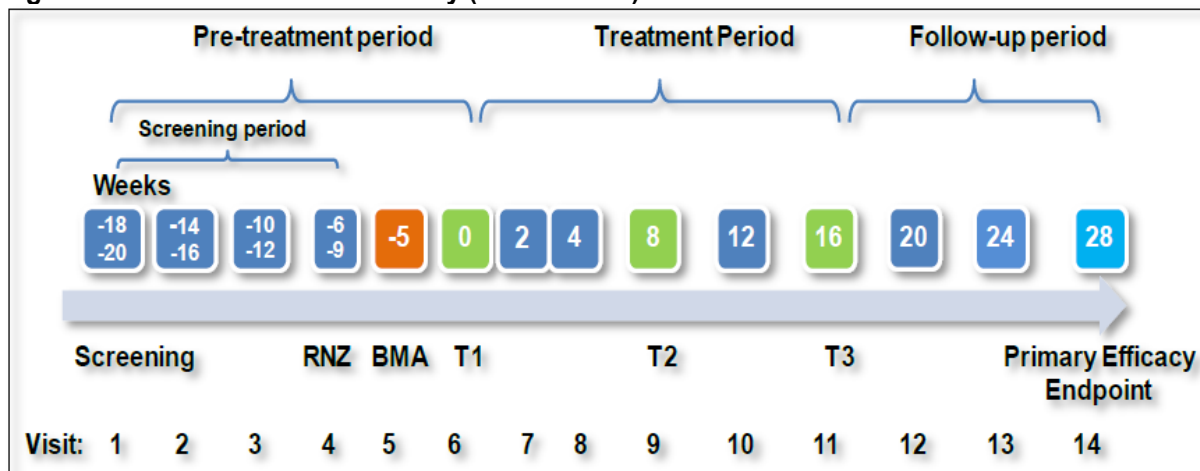 Pre-treatment period Treatment Period Follow-up period
Screening period
Weeks
-18 -14 -10 -6
-20 -16 -12 -9
-5 0 2 4 8 12 16 20 24 28
Screening RNZ BMA T1 T2 T3 Primary Efficacy
Endpoint
Visit: 1 2 3 4 5 6 7 8 9 10 11 12 13 14